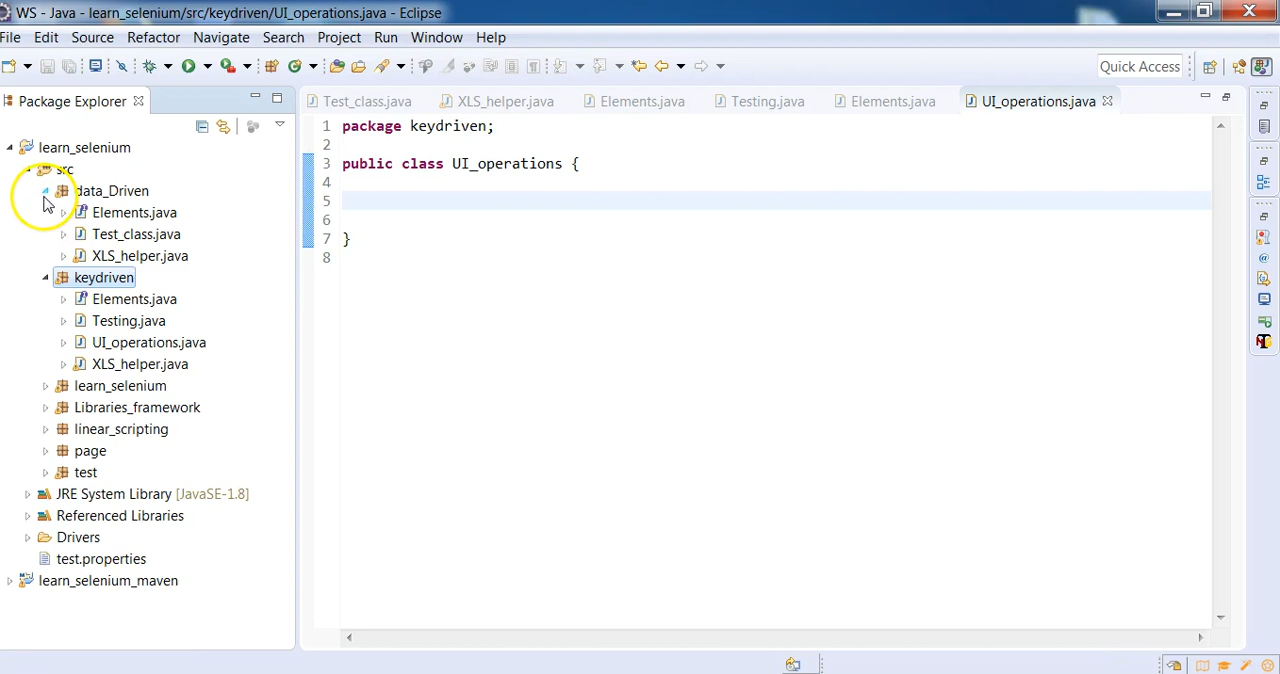 WS - Java - learn_selenium/src/keydriven/UI_operations.java - Eclipse
File Edit Source Refactor Navigate Search Project Run Window Help
Quick Access
Package Explorer
Test_class.java XLS_helper.java Elements.java Testing.java Elements.java UI_operations.java
learn_selenium
src
data_Driven
Elements.java
Test_class.java
XLS_helper.java
keydriven
Elements.java
Testing.java
UI_operations.java
XLS_helper.java
learn_selenium
Libraries_framework
linear_scripting
page
test
JRE System Library [JavaSE-1.8]
Referenced Libraries
Drivers
test.properties
learn_selenium_maven
1 package keydriven;
2
3 public class UI_operations {
4
5
6
7 }
8